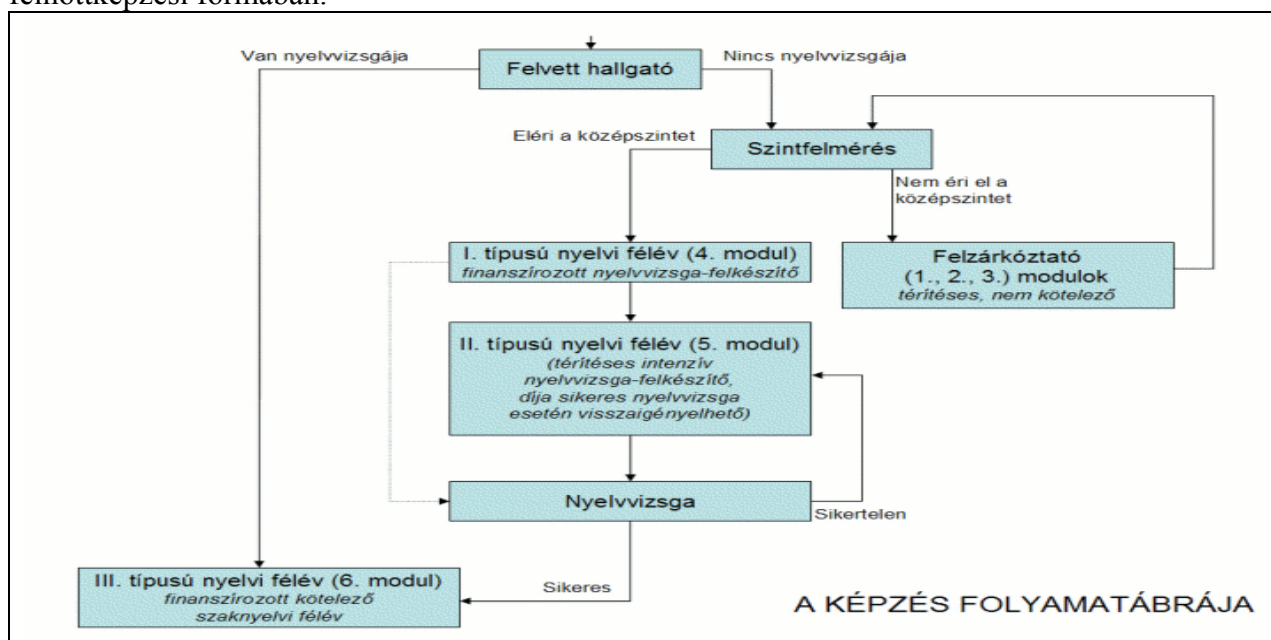 felnőttképzési formában.
Van nyelvvizsgája
Felvett hallgató
Nincs nyelvvizsgája
Eléri a középszintet
Szintfelmérés
Nem éri el a
középszintet
I. típusú nyelvi félév (4. modul)
finanszírozott nyelvvizsga-felkészítő
Felzárkóztató
(1., 2., 3.) modulok
térítéses, nem kötelező
II. típusú nyelvi félév (5. modul)
(térítéses intenzív
nyelvvizsga-felkészítő,
díja sikeres nyelvvizsga
esetén visszaigényelhető)
Nyelvvizsga
Sikertelen
III. típusú nyelvi félév (6. modul)
finanszírozott kötelező
szaknyelvi félév
Sikeres
A KÉPZÉS FOLYAMATÁBRÁJA